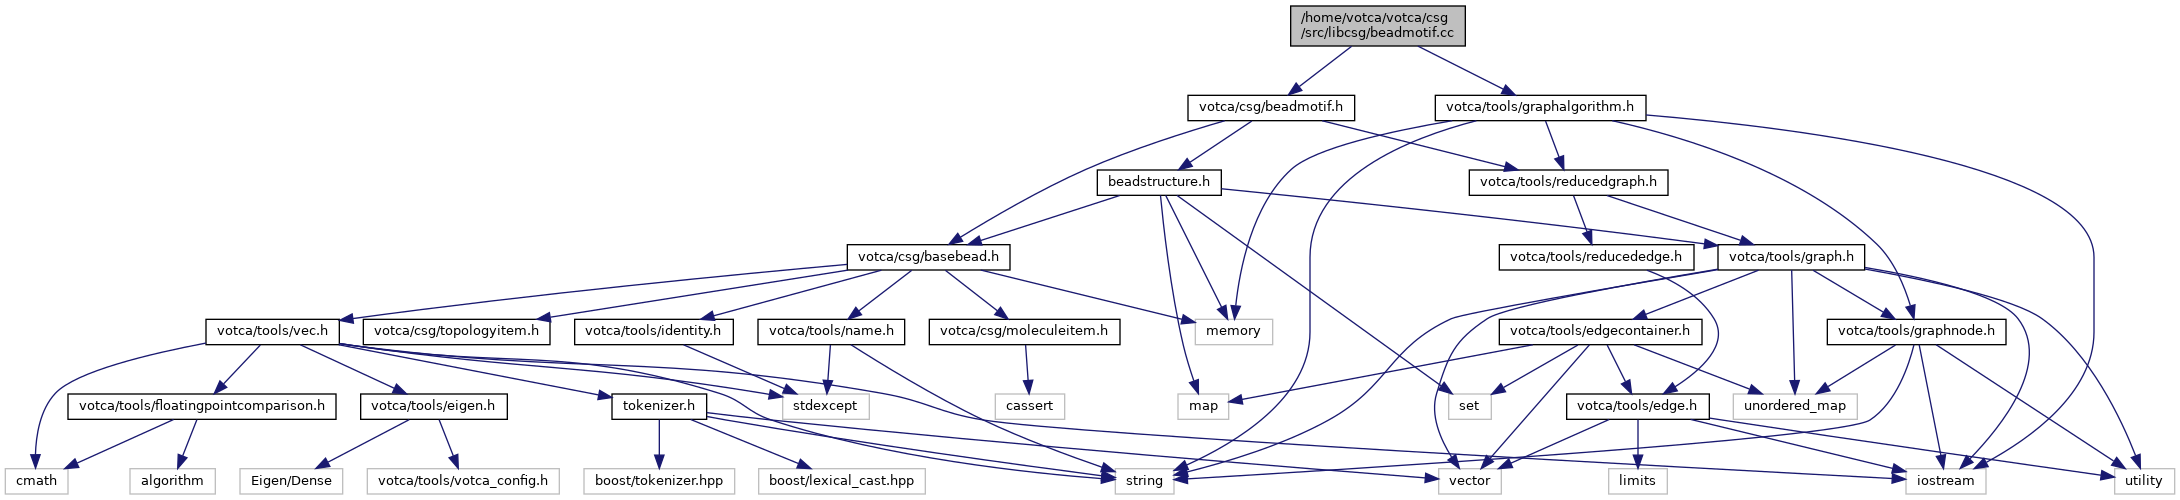 /home/votca/votca/csg
/src/libcsg/beadmotif.cc
votca/csg/beadmotif.h
votca/tools/graphalgorithm.h
beadstructure.h
votca/tools/reducedgraph.h
votca/csg/basebead.h
votca/tools/reducededge.h
votca/tools/graph.h
votca/tools/vec.h
votca/csg/topologyitem.h
votca/tools/identity.h
votca/tools/name.h
votca/csg/moleculeitem.h
memory
votca/tools/edgecontainer.h
votca/tools/graphnode.h
votca/tools/floatingpointcomparison.h
votca/tools/eigen.h
tokenizer.h
stdexcept
cassert
map
set
votca/tools/edge.h
unordered_map
cmath
algorithm
Eigen/Dense
votca/tools/votca_config.h
boost/tokenizer.hpp
boost/lexical_cast.hpp
string
vector
limits
iostream
utility